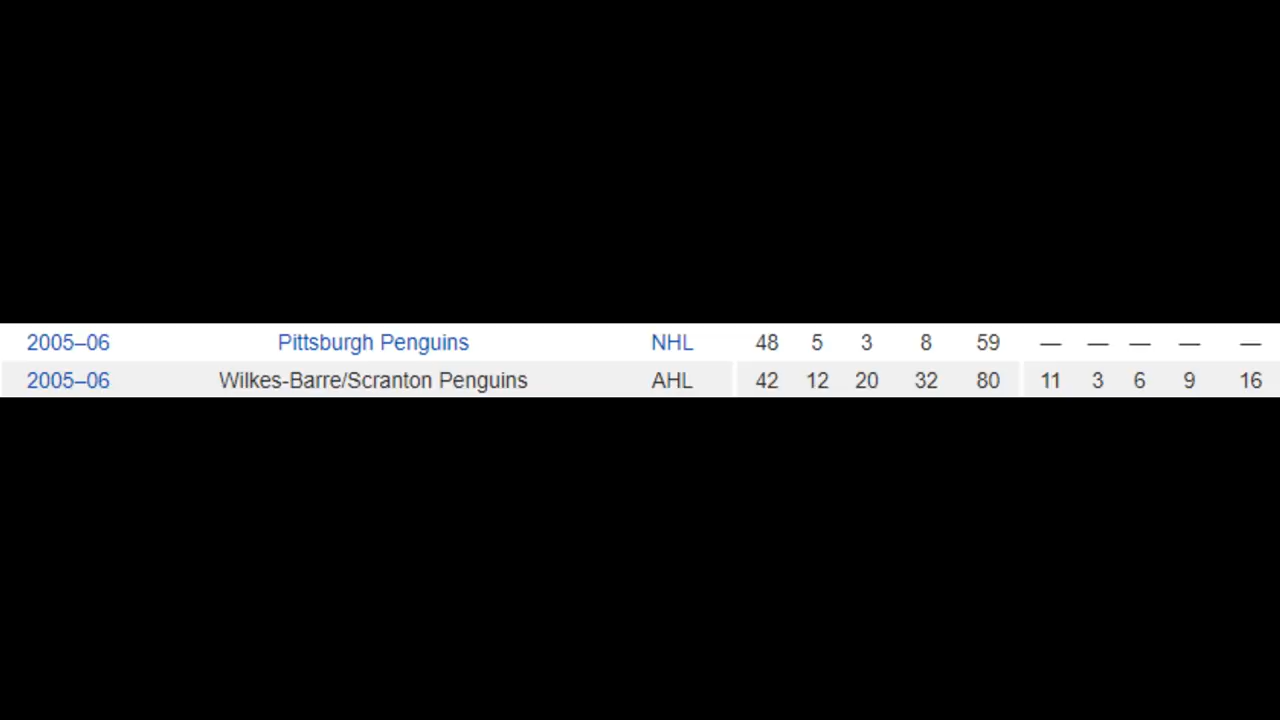 2005–06 Pittsburgh Penguins NHL 48 5 3 8 59 — — — — —
2005–06 Wilkes-Barre/Scranton Penguins AHL 42 12 20 32 80 11 3 6 9 16